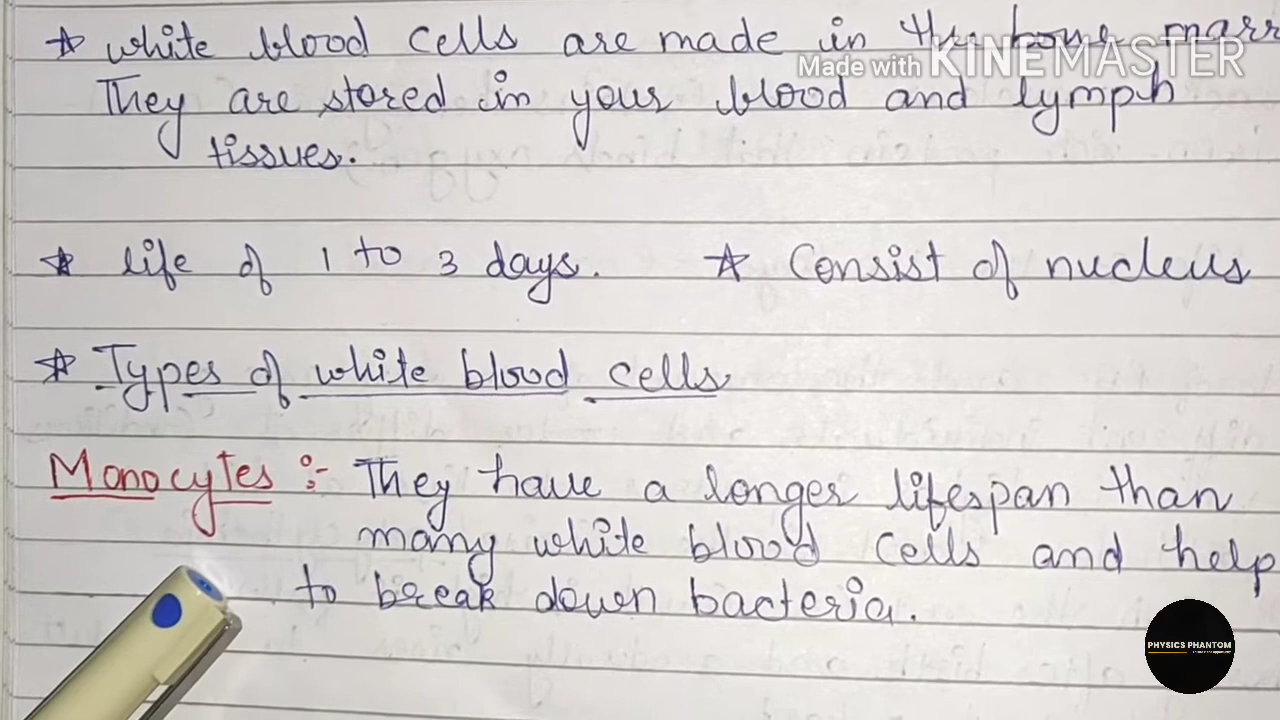 ☆ white blood cells are made in the bone marr
Made with KINEMASTER
They are stored in your blood and lymph
tissues.
☆ life of 1 to 3 days. ☆ Consist of nucleus
☆ Types of white blood cells
Monocytes :- They have a longer lifespan than
many white blood cells and help
to break down bacteria.
PHYSICS PHANTOM